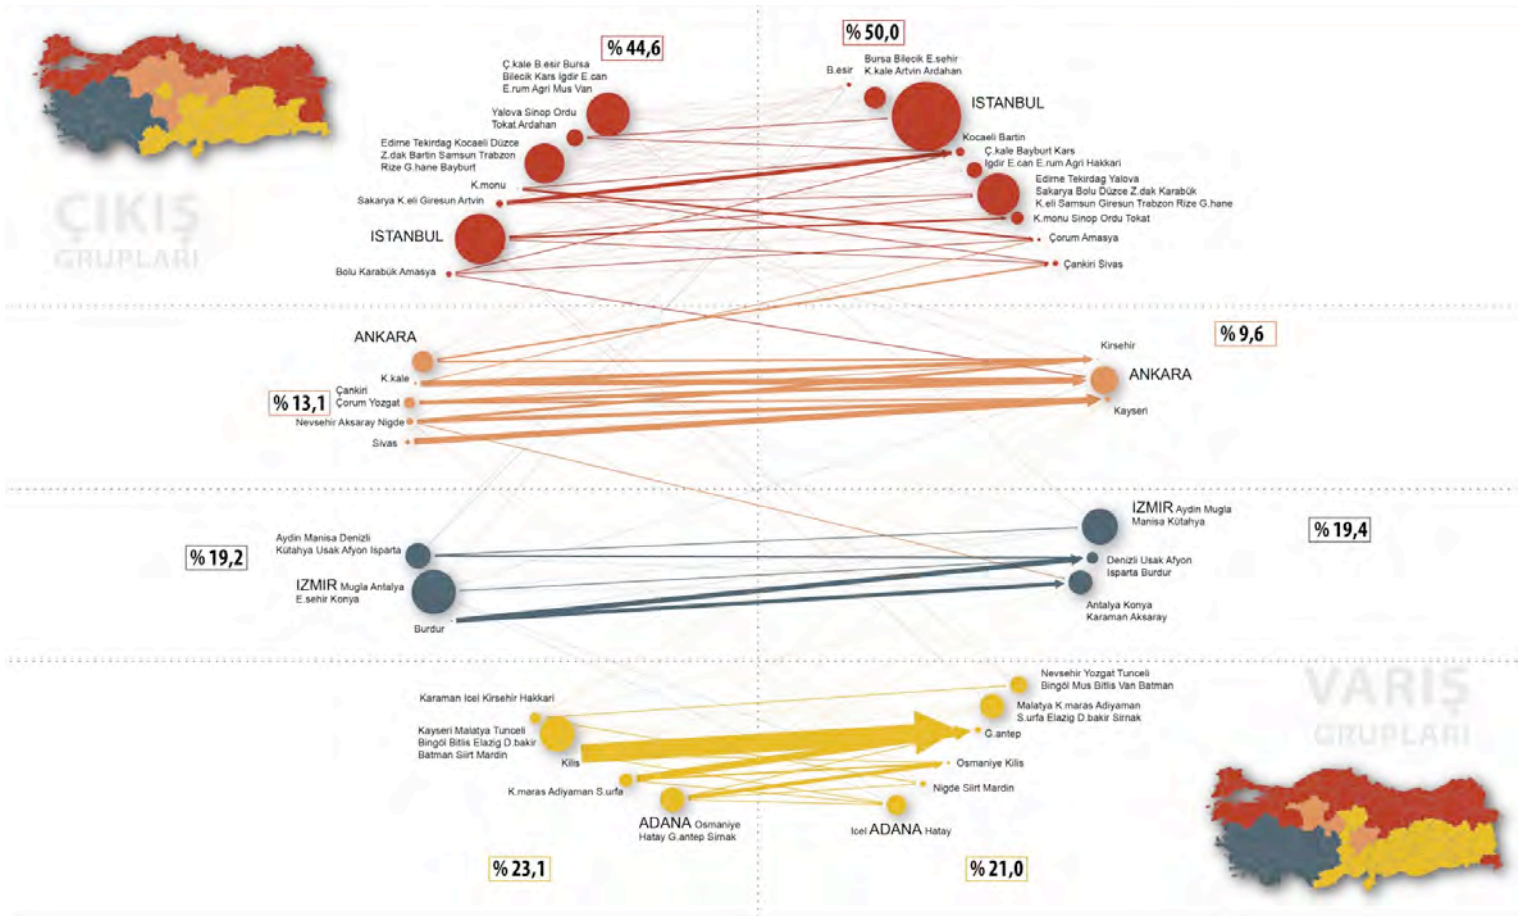 % 44,6
Ç.kale B.esir Bursa
Bilecik Kars Igdir E.can
E.rum Agri Mus Van
Yalova Sinop Ordu
Tokat Ardahan
Edirne Tekirdag Kocaeli Düzce
Z.dak Bartin Samsun Trabzon
Rize G.hane Bayburt
K.monu
Sakarya K.eli Giresun Artvin
ISTANBUL
Bolu Karabük Amasya
ÇIKIŞ
GRUPLARI
% 50,0
B.esir
Bursa Bilecik E.sehir
K.kale Artvin Ardahan
ISTANBUL
Kocaeli Bartin
Ç.kale Bayburt Kars
Igdir E.can E.rum Agri Hakkari
Edirne Tekirdag Yalova
Sakarya Bolu Düzce Z.dak Karabük
K.eli Samsun Giresun Trabzon Rize G.hane
K.monu Sinop Ordu Tokat
Çorum Amasya
Çankiri Sivas
ANKARA
K.kale
Çankiri
Çorum Yozgat
% 13,1
Nevsehir Aksaray Nigde
Sivas
% 9,6
Kirsehir
ANKARA
Kayseri
Aydin Manisa Denizli
Kütahya Usak Afyon Isparta
% 19,2
IZMIR Mugla Antalya
E.sehir Konya
Burdur
IZMIR Aydin Mugla
Manisa Kütahya
% 19,4
Denizli Usak Afyon
Isparta Burdur
Antalya Konya
Karaman Aksaray
Karaman Icel Kirsehir Hakkari
Kayseri Malatya Tunceli
Bingöl Bitlis Elazig D.bakir
Batman Siirt Mardin
Kilis
K.maras Adiyaman S.urfa
ADANA Osmaniye
Hatay G.antep Sirnak
% 23,1
Nevsehir Yozgat Tunceli
Bingöl Mus Bitlis Van Batman
Malatya K.maras Adiyaman
S.urfa Elazig D.bakir Sirnak
G.antep
Osmaniye Kilis
Nigde Siirt Mardin
Icel ADANA Hatay
% 21,0
VARIŞ
GRUPLARI